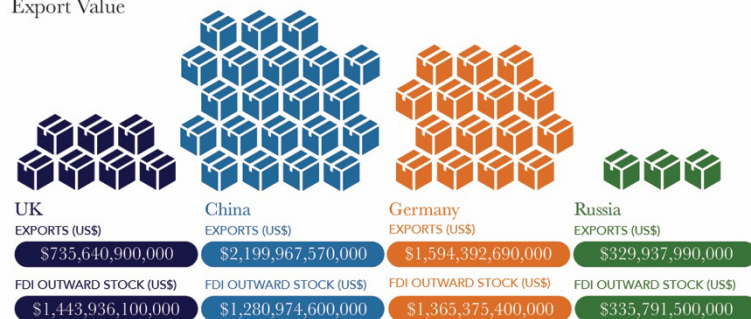 Export Value
UK
EXPORTS (US$)
$735,640,900,000
FDI OUTWARD STOCK (US$)
$1,443,936,100,000
China
EXPORTS (US$)
$2,199,967,570,000
FDI OUTWARD STOCK (US$)
$1,280,974,600,000
Germany
EXPORTS (US$)
$1,594,392,690,000
FDI OUTWARD STOCK (US$)
$1,365,375,400,000
Russia
EXPORTS (US$)
$329,937,990,000
FDI OUTWARD STOCK (US$)
$335,791,500,000